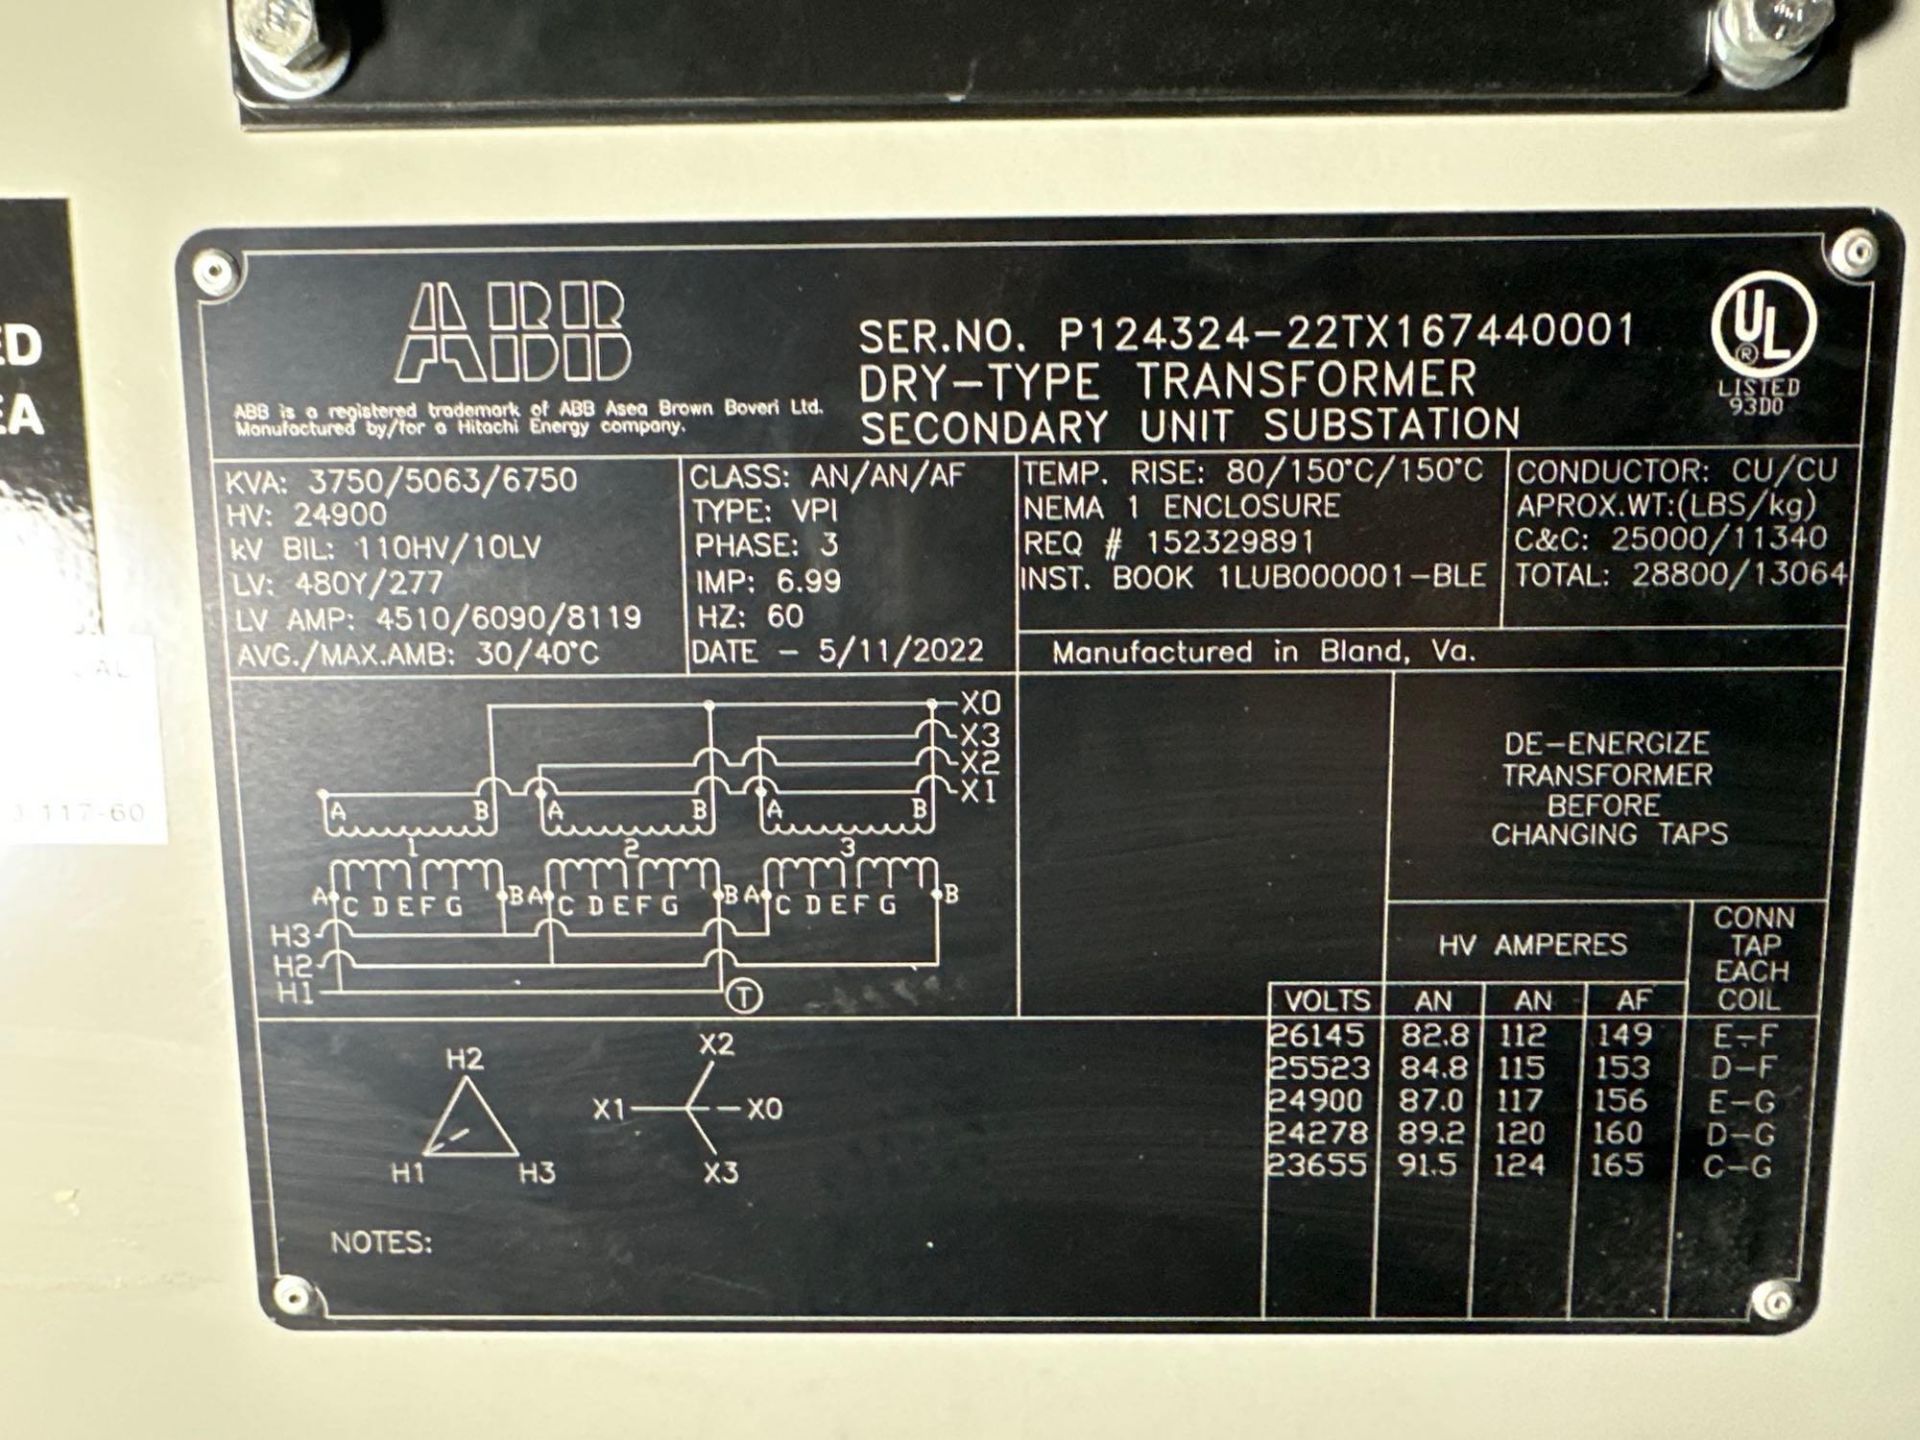 ED
EA
AL
117-60
ABB
ABB is a registered trademark of ABB Asea Brown Boveri Ltd.
Manufactured by/for a Hitachi Energy company.
SER.NO. P124324-22TX167440001
DRY-TYPE TRANSFORMER
SECONDARY UNIT SUBSTATION
UL
®
LISTED
93D0
KVA: 3750/5063/6750
HV: 24900
kV BIL: 110HV/10LV
LV: 480Y/277
LV AMP: 4510/6090/8119
AVG./MAX.AMB: 30/40°C
CLASS: AN/AN/AF
TYPE: VPI
PHASE: 3
IMP: 6.99
HZ: 60
DATE - 5/11/2022
TEMP. RISE: 80/150°C/150°C
NEMA 1 ENCLOSURE
REQ # 152329891
INST. BOOK 1LUB000001-BLE
CONDUCTOR: CU/CU
APROX.WT:(LBS/kg)
C&C: 25000/11340
TOTAL: 28800/13064
Manufactured in Bland, Va.
X0
X3
X2
X1
A B A B A B
1 2 3
A C D E F G B A C D E F G B A C D E F G B
H3
H2
H1 T
DE-ENERGIZE
TRANSFORMER
BEFORE
CHANGING TAPS
HV AMPERES
CONN
TAP
EACH
COIL
VOLTS AN AN AF
26145 82.8 112 149 E-F
25523 84.8 115 153 D-F
24900 87.0 117 156 E-G
24278 89.2 120 160 D-G
23655 91.5 124 165 C-G
H2
H1 H3
X2
X1 X0
X3
NOTES: